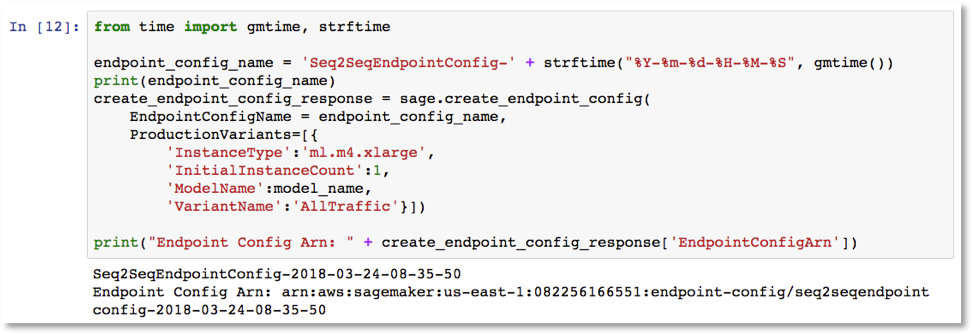 In [12]: from time import gmtime, strftime
endpoint_config_name = 'Seq2SeqEndpointConfig-' + strftime("%Y-%m-%d-%H-%M-%S", gmtime())
print(endpoint_config_name)
create_endpoint_config_response = sage.create_endpoint_config(
    EndpointConfigName = endpoint_config_name,
    ProductionVariants=[{
        'InstanceType':'ml.m4.xlarge',
        'InitialInstanceCount':1,
        'ModelName':model_name,
        'VariantName':'AllTraffic'}])
print("Endpoint Config Arn: " + create_endpoint_config_response['EndpointConfigArn'])
Seq2SeqEndpointConfig-2018-03-24-08-35-50
Endpoint Config Arn: arn:aws:sagemaker:us-east-1:082256166551:endpoint-config/seq2seqendpoint
config-2018-03-24-08-35-50